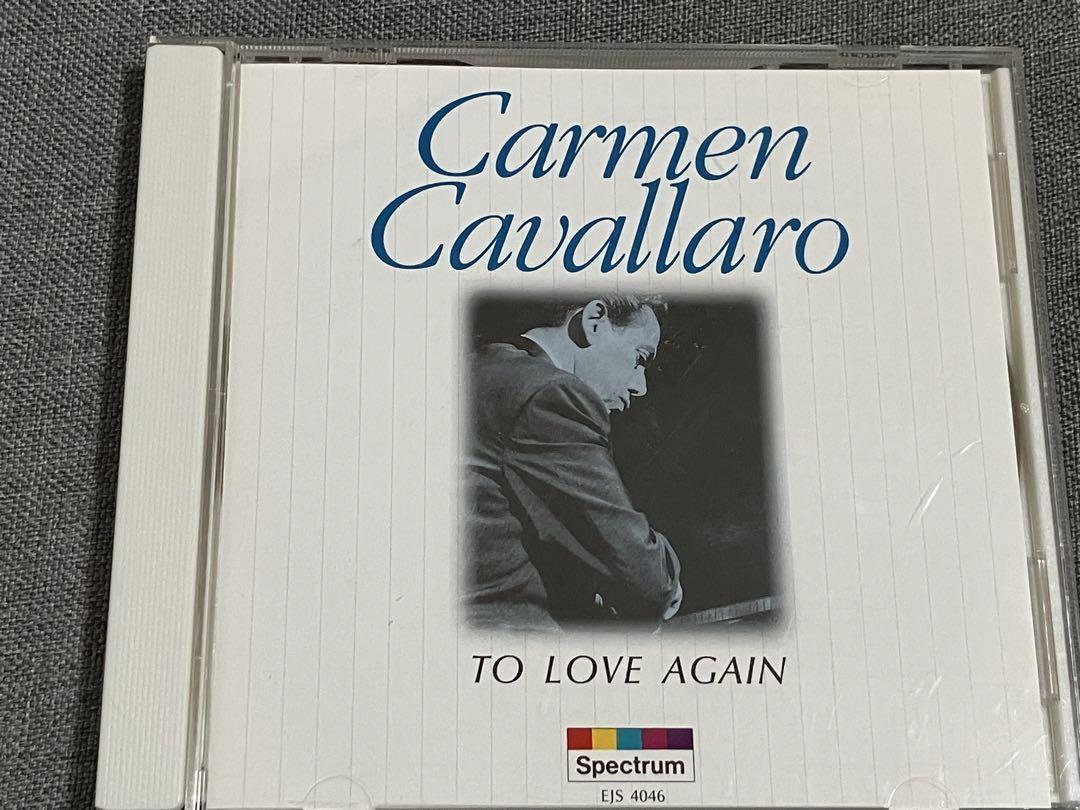 Carmen
Cavallaro
TO LOVE AGAIN
Spectrum
EJS 4046